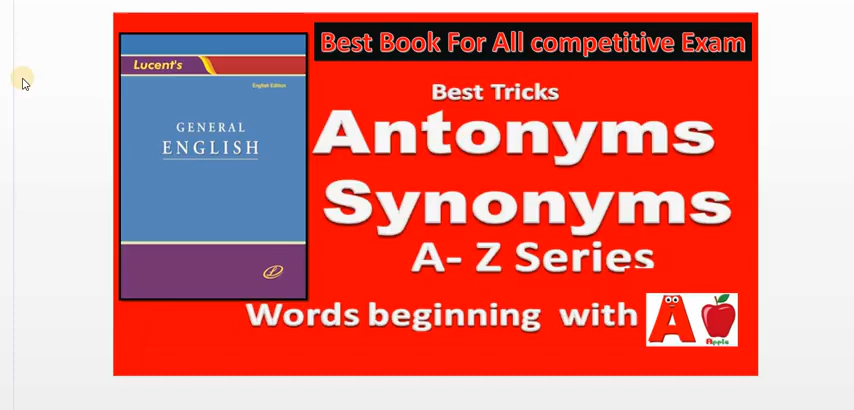 Best Book For All competitive Exam
Lucent's
English Edition
GENERAL
ENGLISH
Best Tricks
Antonyms
Synonyms
A- Z Series
Words beginning with A
Apple